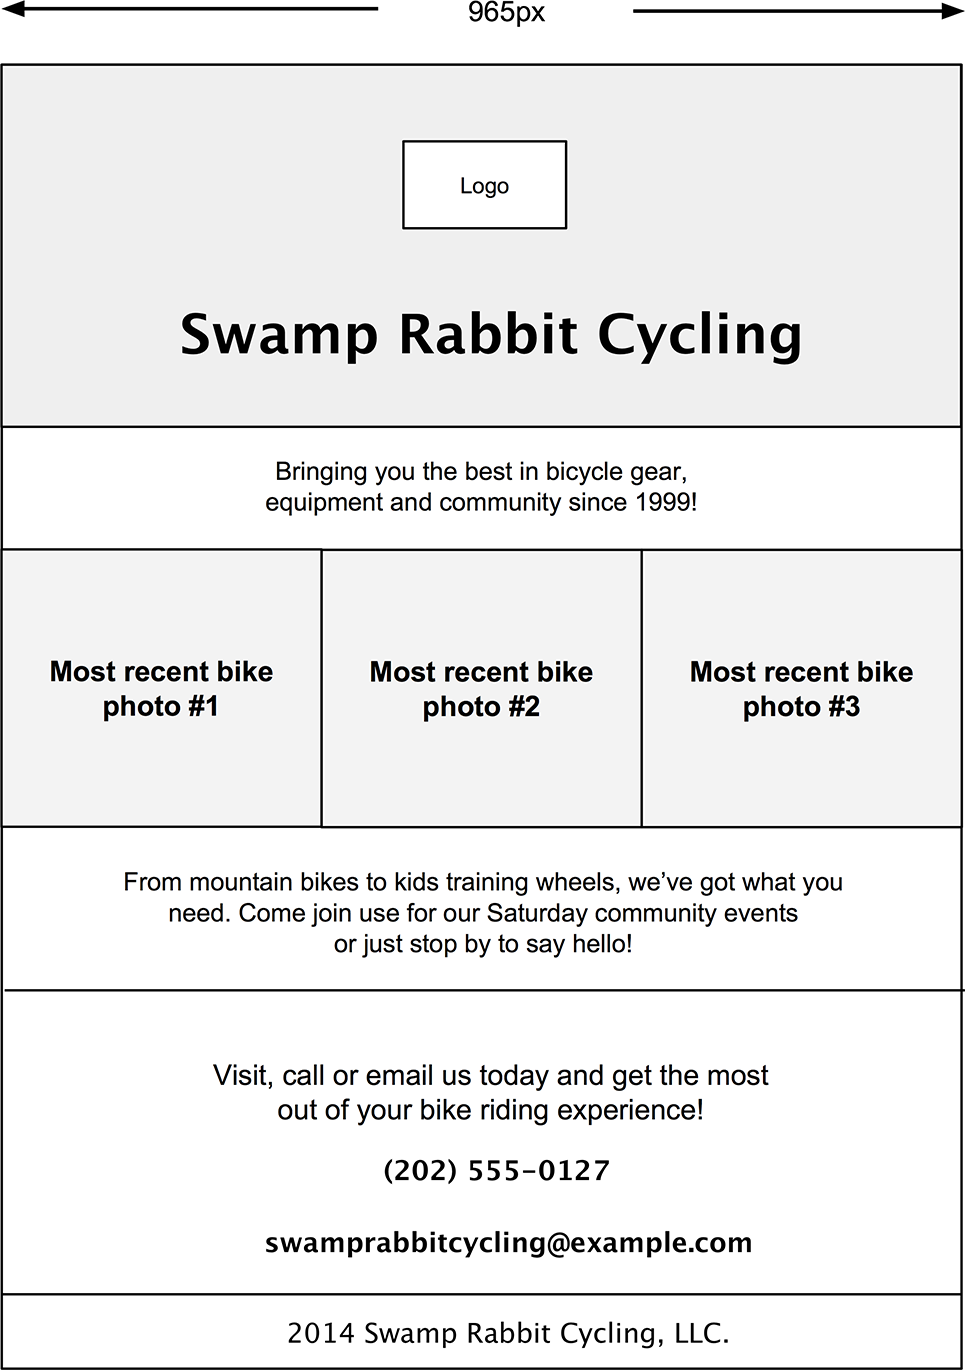 965px
Logo
Swamp Rabbit Cycling
Bringing you the best in bicycle gear,
equipment and community since 1999!
Most recent bike
photo #1
Most recent bike
photo #2
Most recent bike
photo #3
From mountain bikes to kids training wheels, we’ve got what you
need. Come join use for our Saturday community events
or just stop by to say hello!
Visit, call or email us today and get the most
out of your bike riding experience!
(202) 555-0127
swamprabbitcycling@example.com
2014 Swamp Rabbit Cycling, LLC.